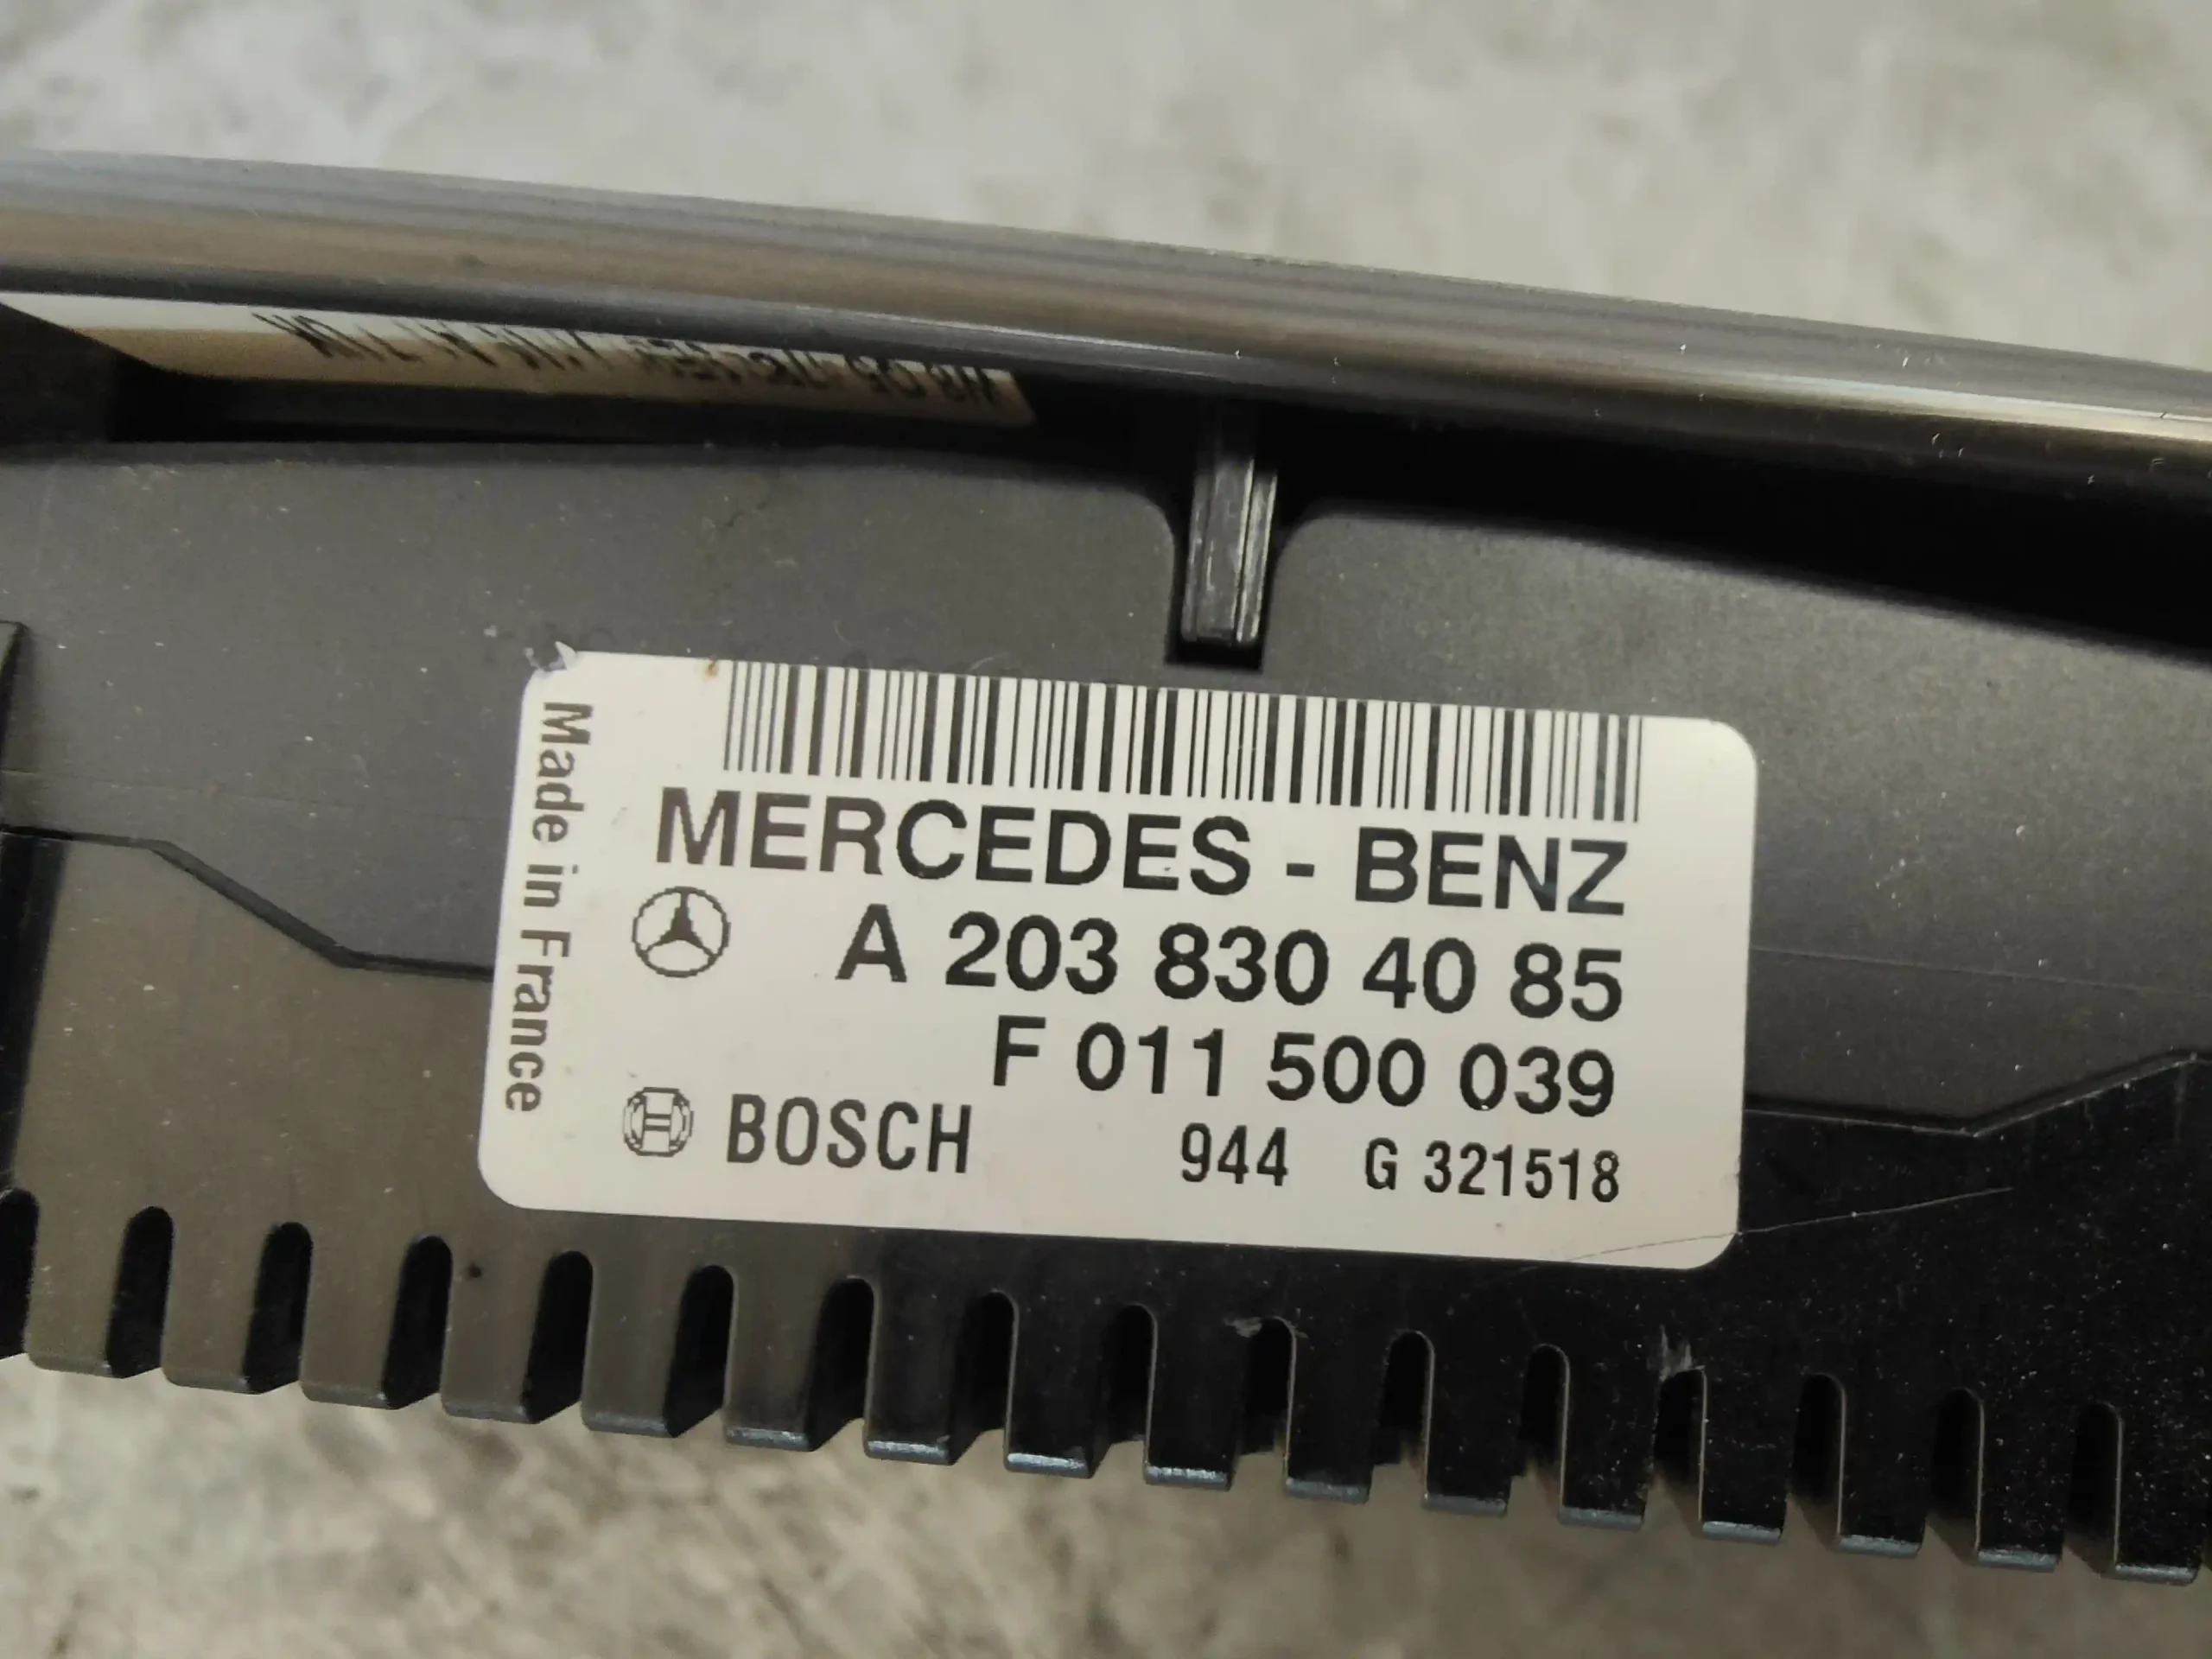 Made in France
MERCEDES - BENZ
A 203 830 40 85
F 011 500 039
BOSCH 944 G 321518